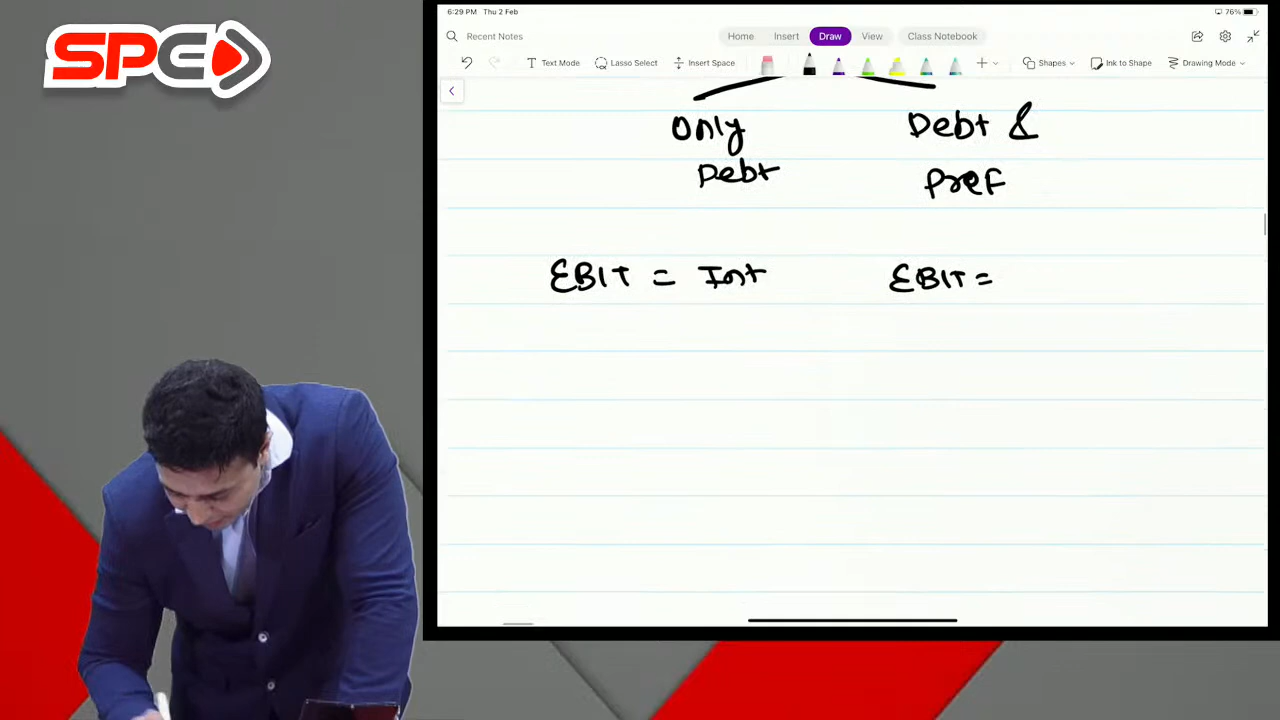 SPED
6:29 PM Thu 2 Feb
76%
Recent Notes
Home Insert Draw View Class Notebook
Text Mode Lasso Select Insert Space Shapes Ink to Shape Drawing Mode
Only
Debt
Debt &
Pref
EBIT = Int
EBIT =